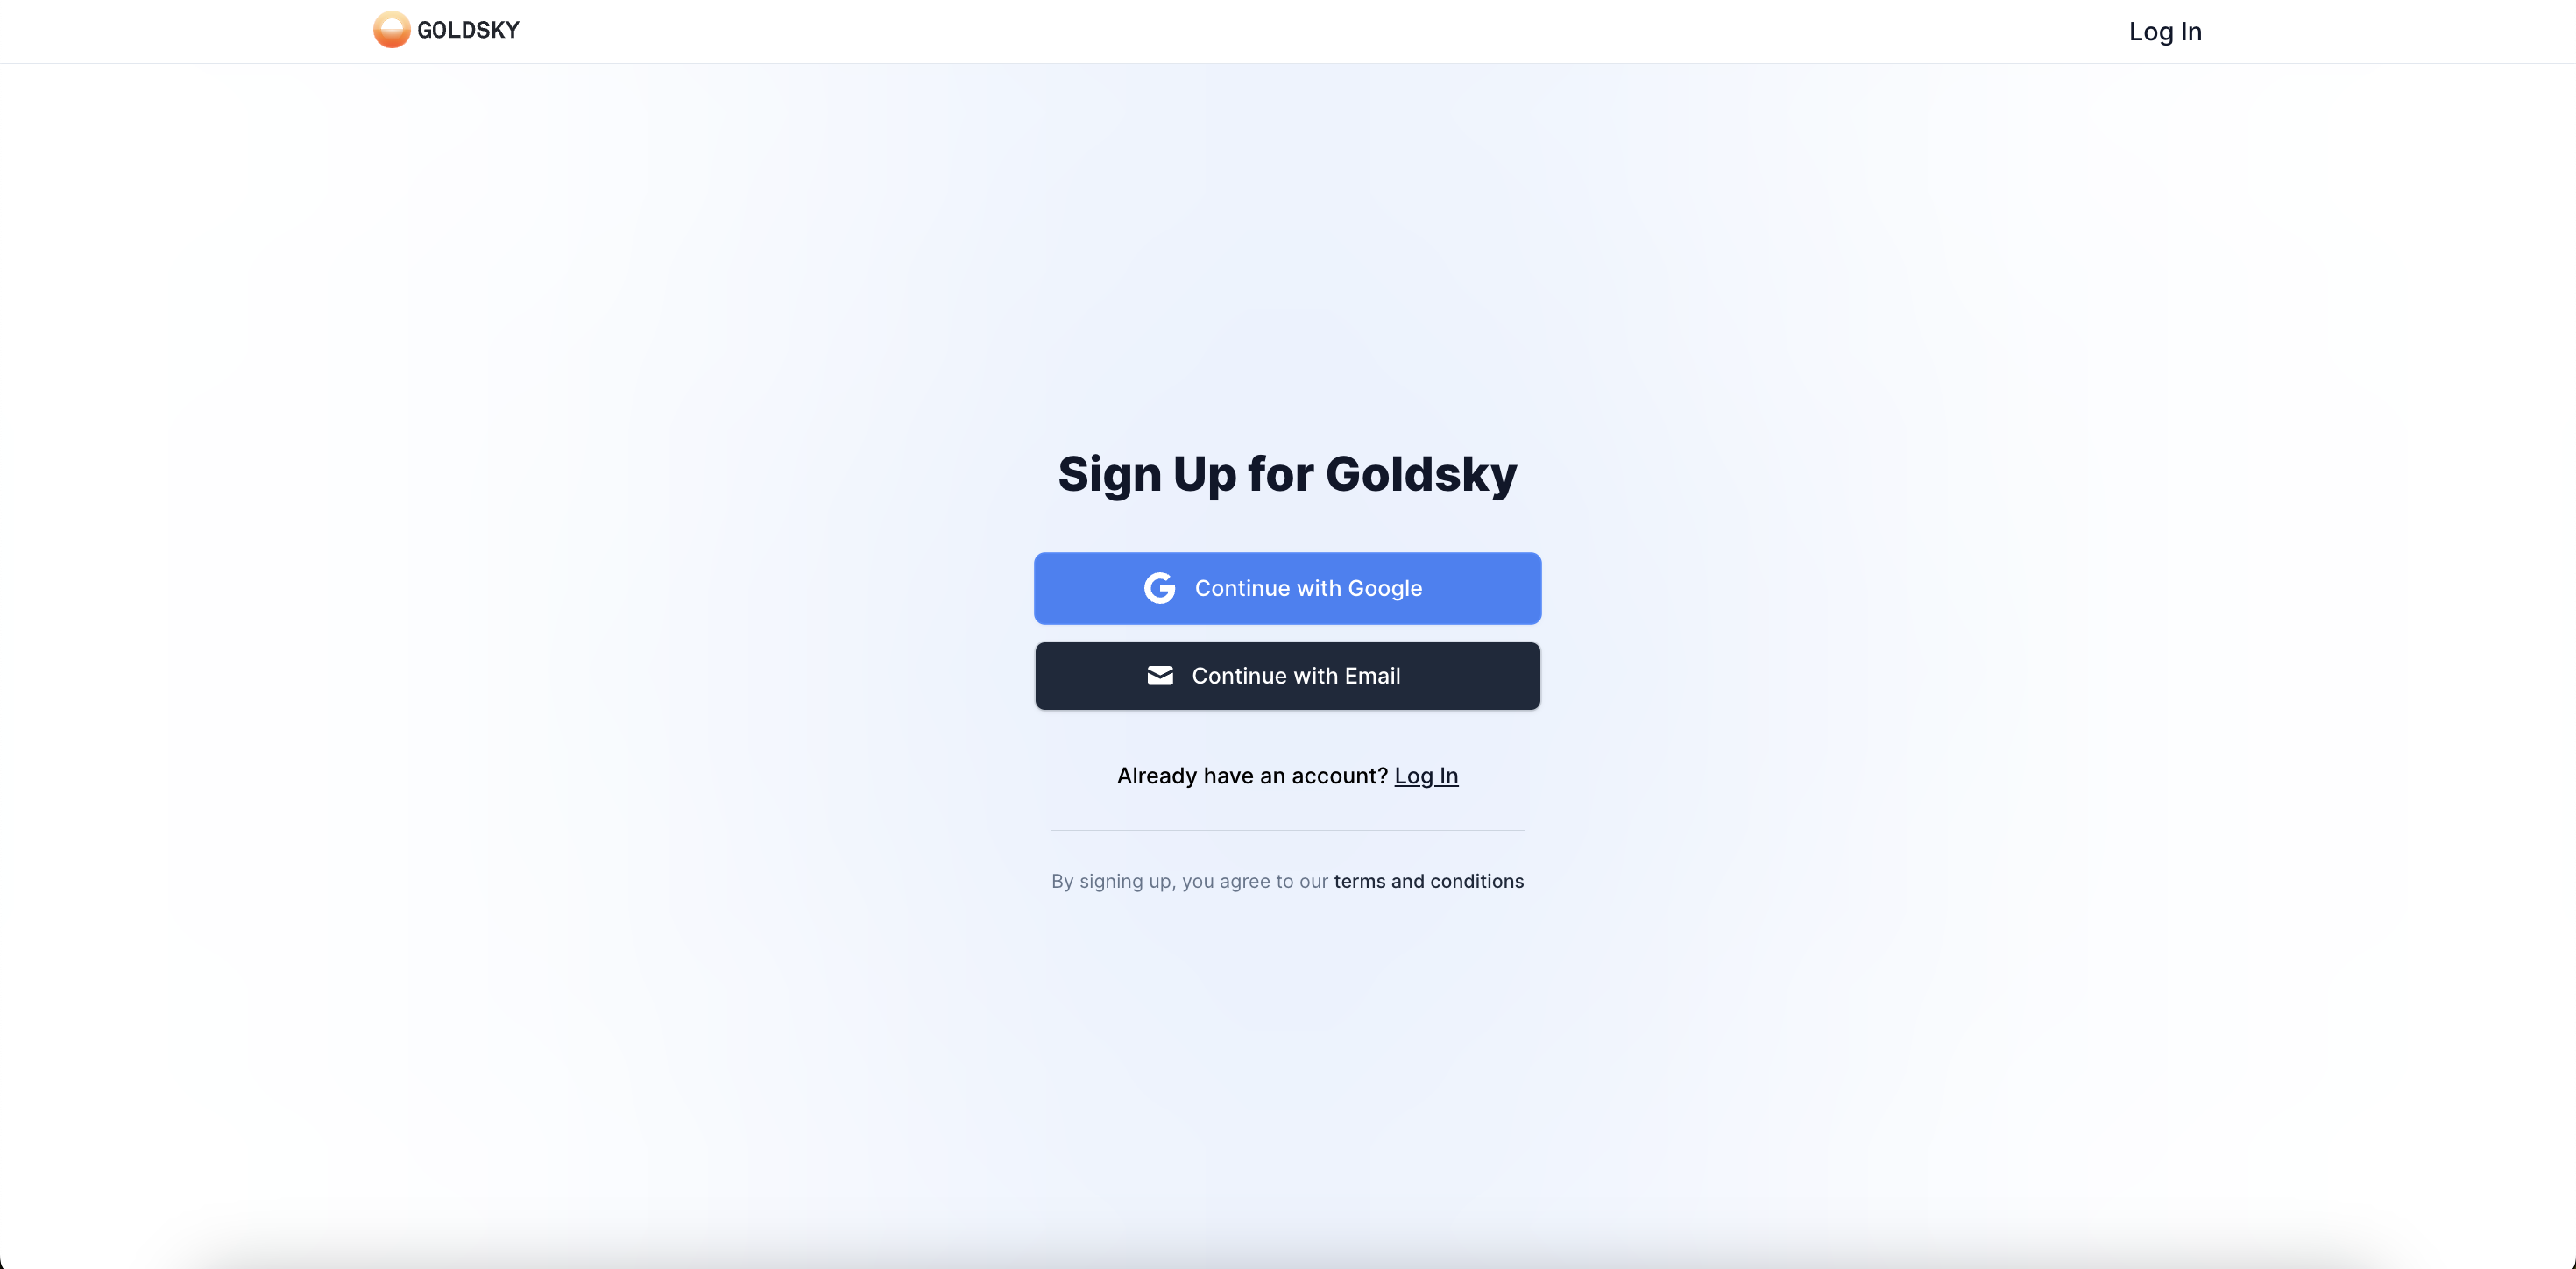 GOLDSKY
Log In
Sign Up for Goldsky
Continue with Google
Continue with Email
Already have an account? Log In
By signing up, you agree to our terms and conditions